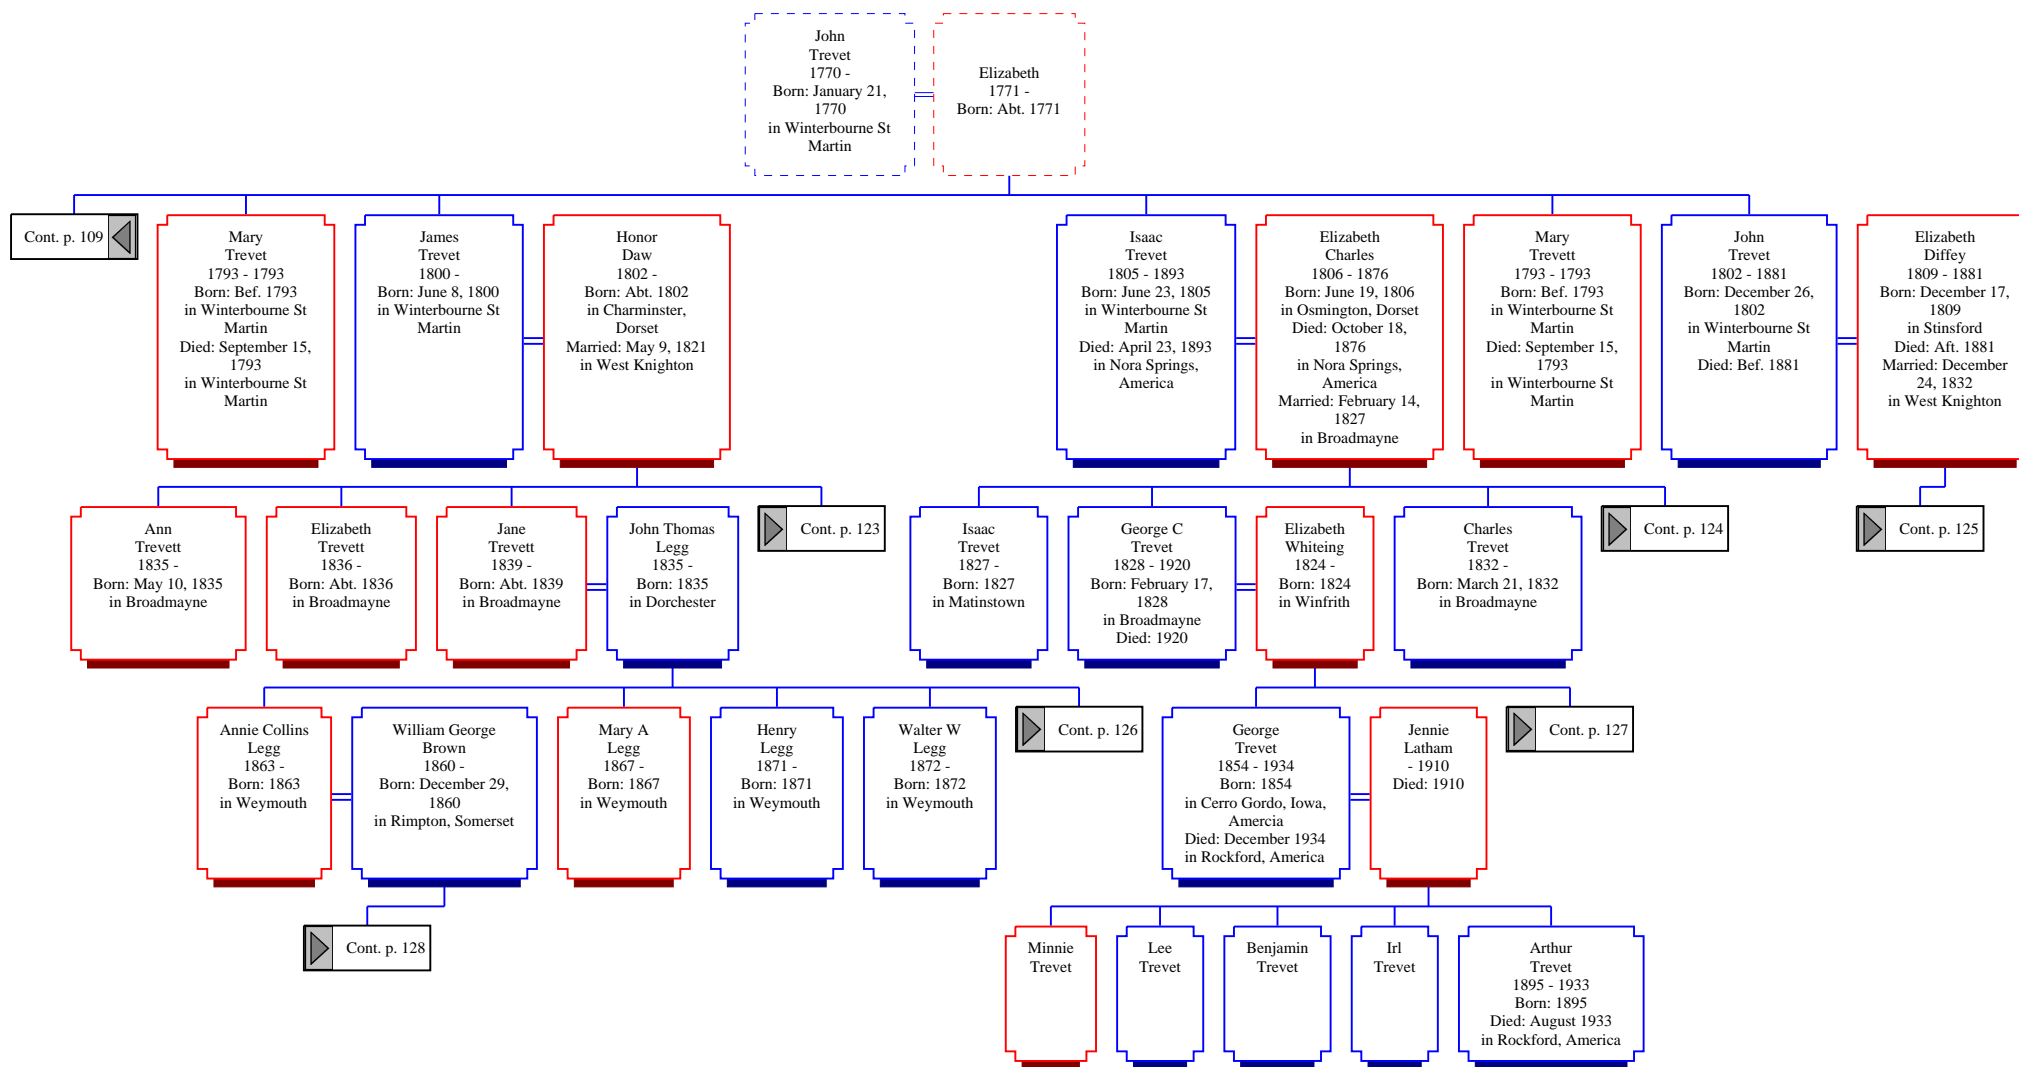 John
Trevet
1770 -
Born: January 21,
1770
in Winterbourne St
Martin
Elizabeth
1771 -
Born: Abt. 1771
Cont. p. 109
Mary
Trevet
1793 - 1793
Born: Bef. 1793
in Winterbourne St
Martin
Died: September 15,
1793
in Winterbourne St
Martin
James
Trevet
1800 -
Born: June 8, 1800
in Winterbourne St
Martin
Honor
Daw
1802 -
Born: Abt. 1802
in Charminster,
Dorset
Married: May 9, 1821
in West Knighton
Isaac
Trevet
1805 - 1893
Born: June 23, 1805
in Winterbourne St
Martin
Died: April 23, 1893
in Nora Springs,
America
Elizabeth
Charles
1806 - 1876
Born: June 19, 1806
in Osmington, Dorset
Died: October 18,
1876
in Nora Springs,
America
Married: February 14,
1827
in Broadmayne
Mary
Trevett
1793 - 1793
Born: Bef. 1793
in Winterbourne St
Martin
Died: September 15,
1793
in Winterbourne St
Martin
John
Trevet
1802 - 1881
Born: December 26,
1802
in Winterbourne St
Martin
Died: Bef. 1881
Elizabeth
Diffey
1809 - 1881
Born: December 17,
1809
in Stinsford
Died: Aft. 1881
Married: December
24, 1832
in West Knighton
Ann
Trevett
1835 -
Born: May 10, 1835
in Broadmayne
Elizabeth
Trevett
1836 -
Born: Abt. 1836
in Broadmayne
Jane
Trevett
1839 -
Born: Abt. 1839
in Broadmayne
John Thomas
Legg
1835 -
Born: 1835
in Dorchester
Cont. p. 123
Isaac
Trevet
1827 -
Born: 1827
in Matinstown
George C
Trevet
1828 - 1920
Born: February 17,
1828
in Broadmayne
Died: 1920
Elizabeth
Whiteing
1824 -
Born: 1824
in Winfrith
Charles
Trevet
1832 -
Born: March 21, 1832
in Broadmayne
Cont. p. 124
Cont. p. 125
Annie Collins
Legg
1863 -
Born: 1863
in Weymouth
William George
Brown
1860 -
Born: December 29,
1860
in Rimpton, Somerset
Mary A
Legg
1867 -
Born: 1867
in Weymouth
Henry
Legg
1871 -
Born: 1871
in Weymouth
Walter W
Legg
1872 -
Born: 1872
in Weymouth
Cont. p. 126
George
Trevet
1854 - 1934
Born: 1854
in Cerro Gordo, Iowa,
Amercia
Died: December 1934
in Rockford, America
Jennie
Latham
- 1910
Died: 1910
Cont. p. 127
Cont. p. 128
Minnie
Trevet
Lee
Trevet
Benjamin
Trevet
Irl
Trevet
Arthur
Trevet
1895 - 1933
Born: 1895
Died: August 1933
in Rockford, America